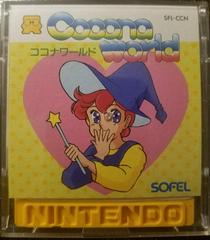 SFL-CCN
Cocona
World
ココナワールド
SOFEL
NINTENDO